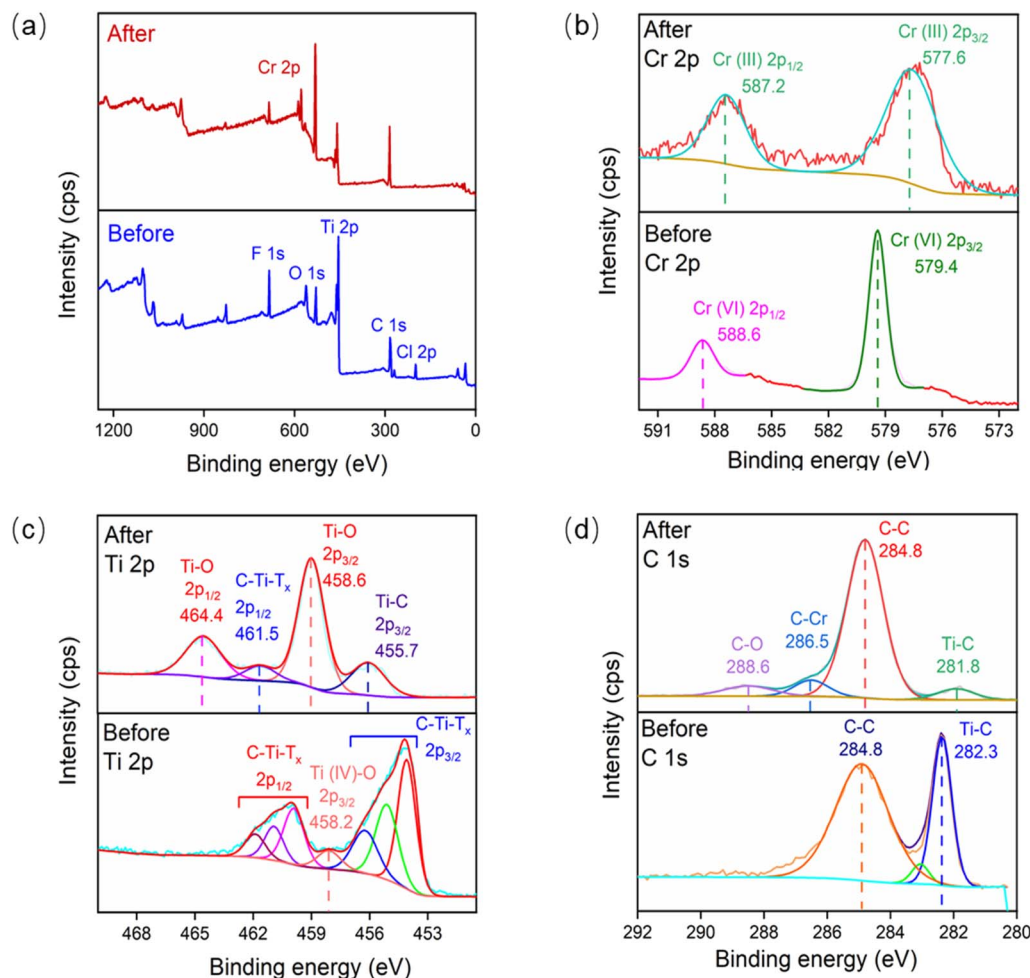 (a)
After
Cr 2p
Before
Ti 2p
F 1s
O 1s
C 1s
Cl 2p
Intensity (cps)
1200 900 600 300 0
Binding energy (eV)
(b)
After
Cr 2p
Cr (III) 2p1/2
587.2
Cr (III) 2p3/2
577.6
Before
Cr 2p
Cr (VI) 2p3/2
579.4
Cr (VI) 2p1/2
588.6
Intensity (cps)
591 588 585 582 579 576 573
Binding energy (eV)
(c)
After
Ti 2p
Ti-O
2p1/2
464.4
C-Ti-Tx
2p1/2
461.5
Ti-O
2p3/2
458.6
Ti-C
2p3/2
455.7
Before
Ti 2p
C-Ti-Tx
2p1/2
Ti (IV)-O
2p3/2
458.2
C-Ti-Tx
2p3/2
Intensity (cps)
468 465 462 459 456 453
Binding energy (eV)
(d)
After
C 1s
C-C
284.8
C-Cr
286.5
C-O
288.6
Ti-C
281.8
Before
C 1s
C-C
284.8
Ti-C
282.3
Intensity (cps)
292 290 288 286 284 282 280
Binding energy (eV)